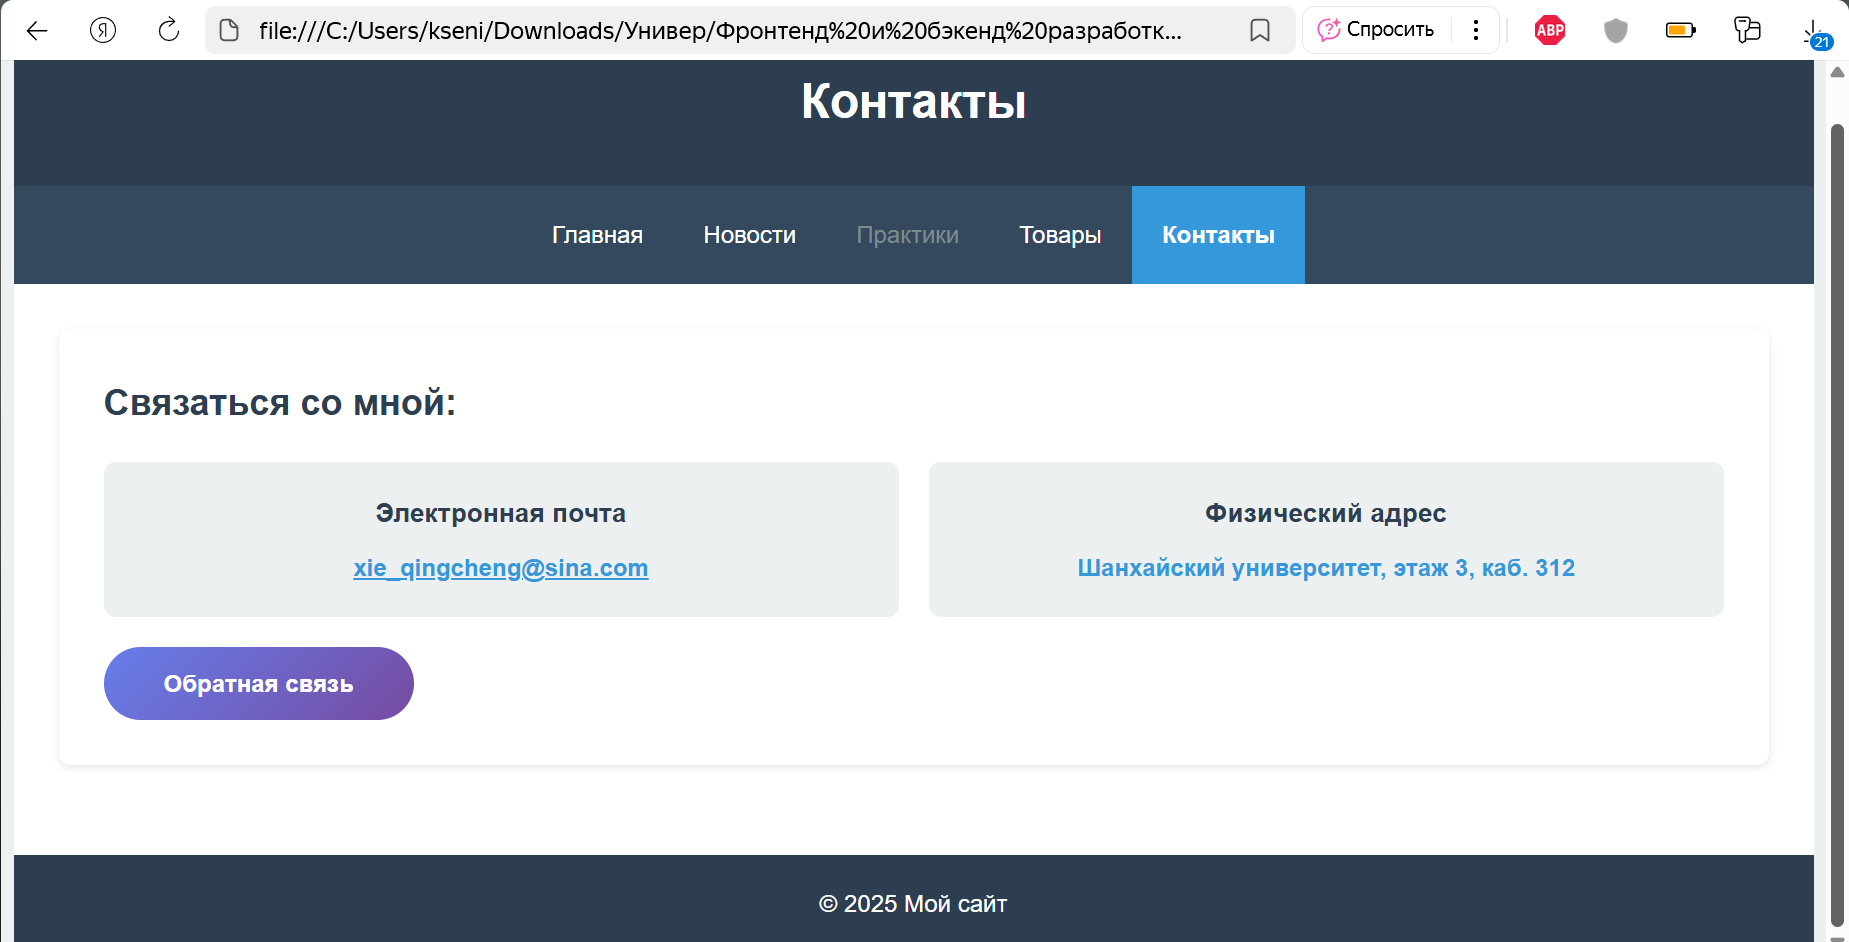 file:///C:/Users/kseni/Downloads/Универ/Фронтенд%20и%20бэкенд%20разработк...
Спросить
ABP
21
Контакты
Главная Новости Практики Товары Контакты
Связаться со мной:
Электронная почта
xie_qingcheng@sina.com
Физический адрес
Шанхайский университет, этаж 3, каб. 312
Обратная связь
© 2025 Мой сайт